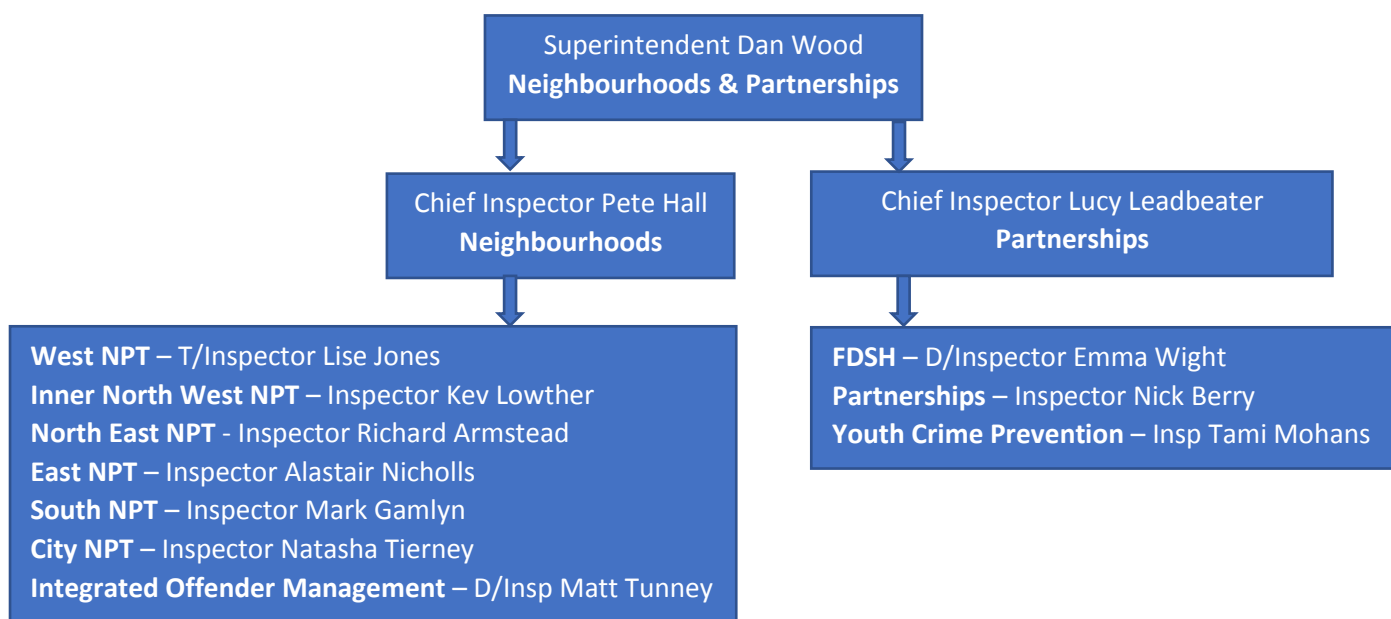 Superintendent Dan Wood
Neighbourhoods & Partnerships
Chief Inspector Pete Hall
Neighbourhoods
Chief Inspector Lucy Leadbeater
Partnerships
West NPT – T/Inspector Lise Jones
Inner North West NPT – Inspector Kev Lowther
North East NPT - Inspector Richard Armstead
East NPT – Inspector Alastair Nicholls
South NPT – Inspector Mark Gamlyn
City NPT – Inspector Natasha Tierney
Integrated Offender Management – D/Insp Matt Tunney
FDSH – D/Inspector Emma Wight
Partnerships – Inspector Nick Berry
Youth Crime Prevention – Insp Tami Mohans